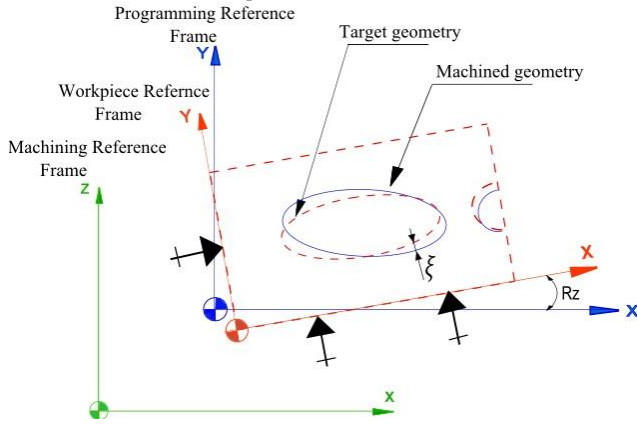 Programming Reference
Frame
Y
Target geometry
Machined geometry
Workpiece Refernce
Frame
Y
Machining Reference
Frame
Z
X
ξ
Rz
X
X